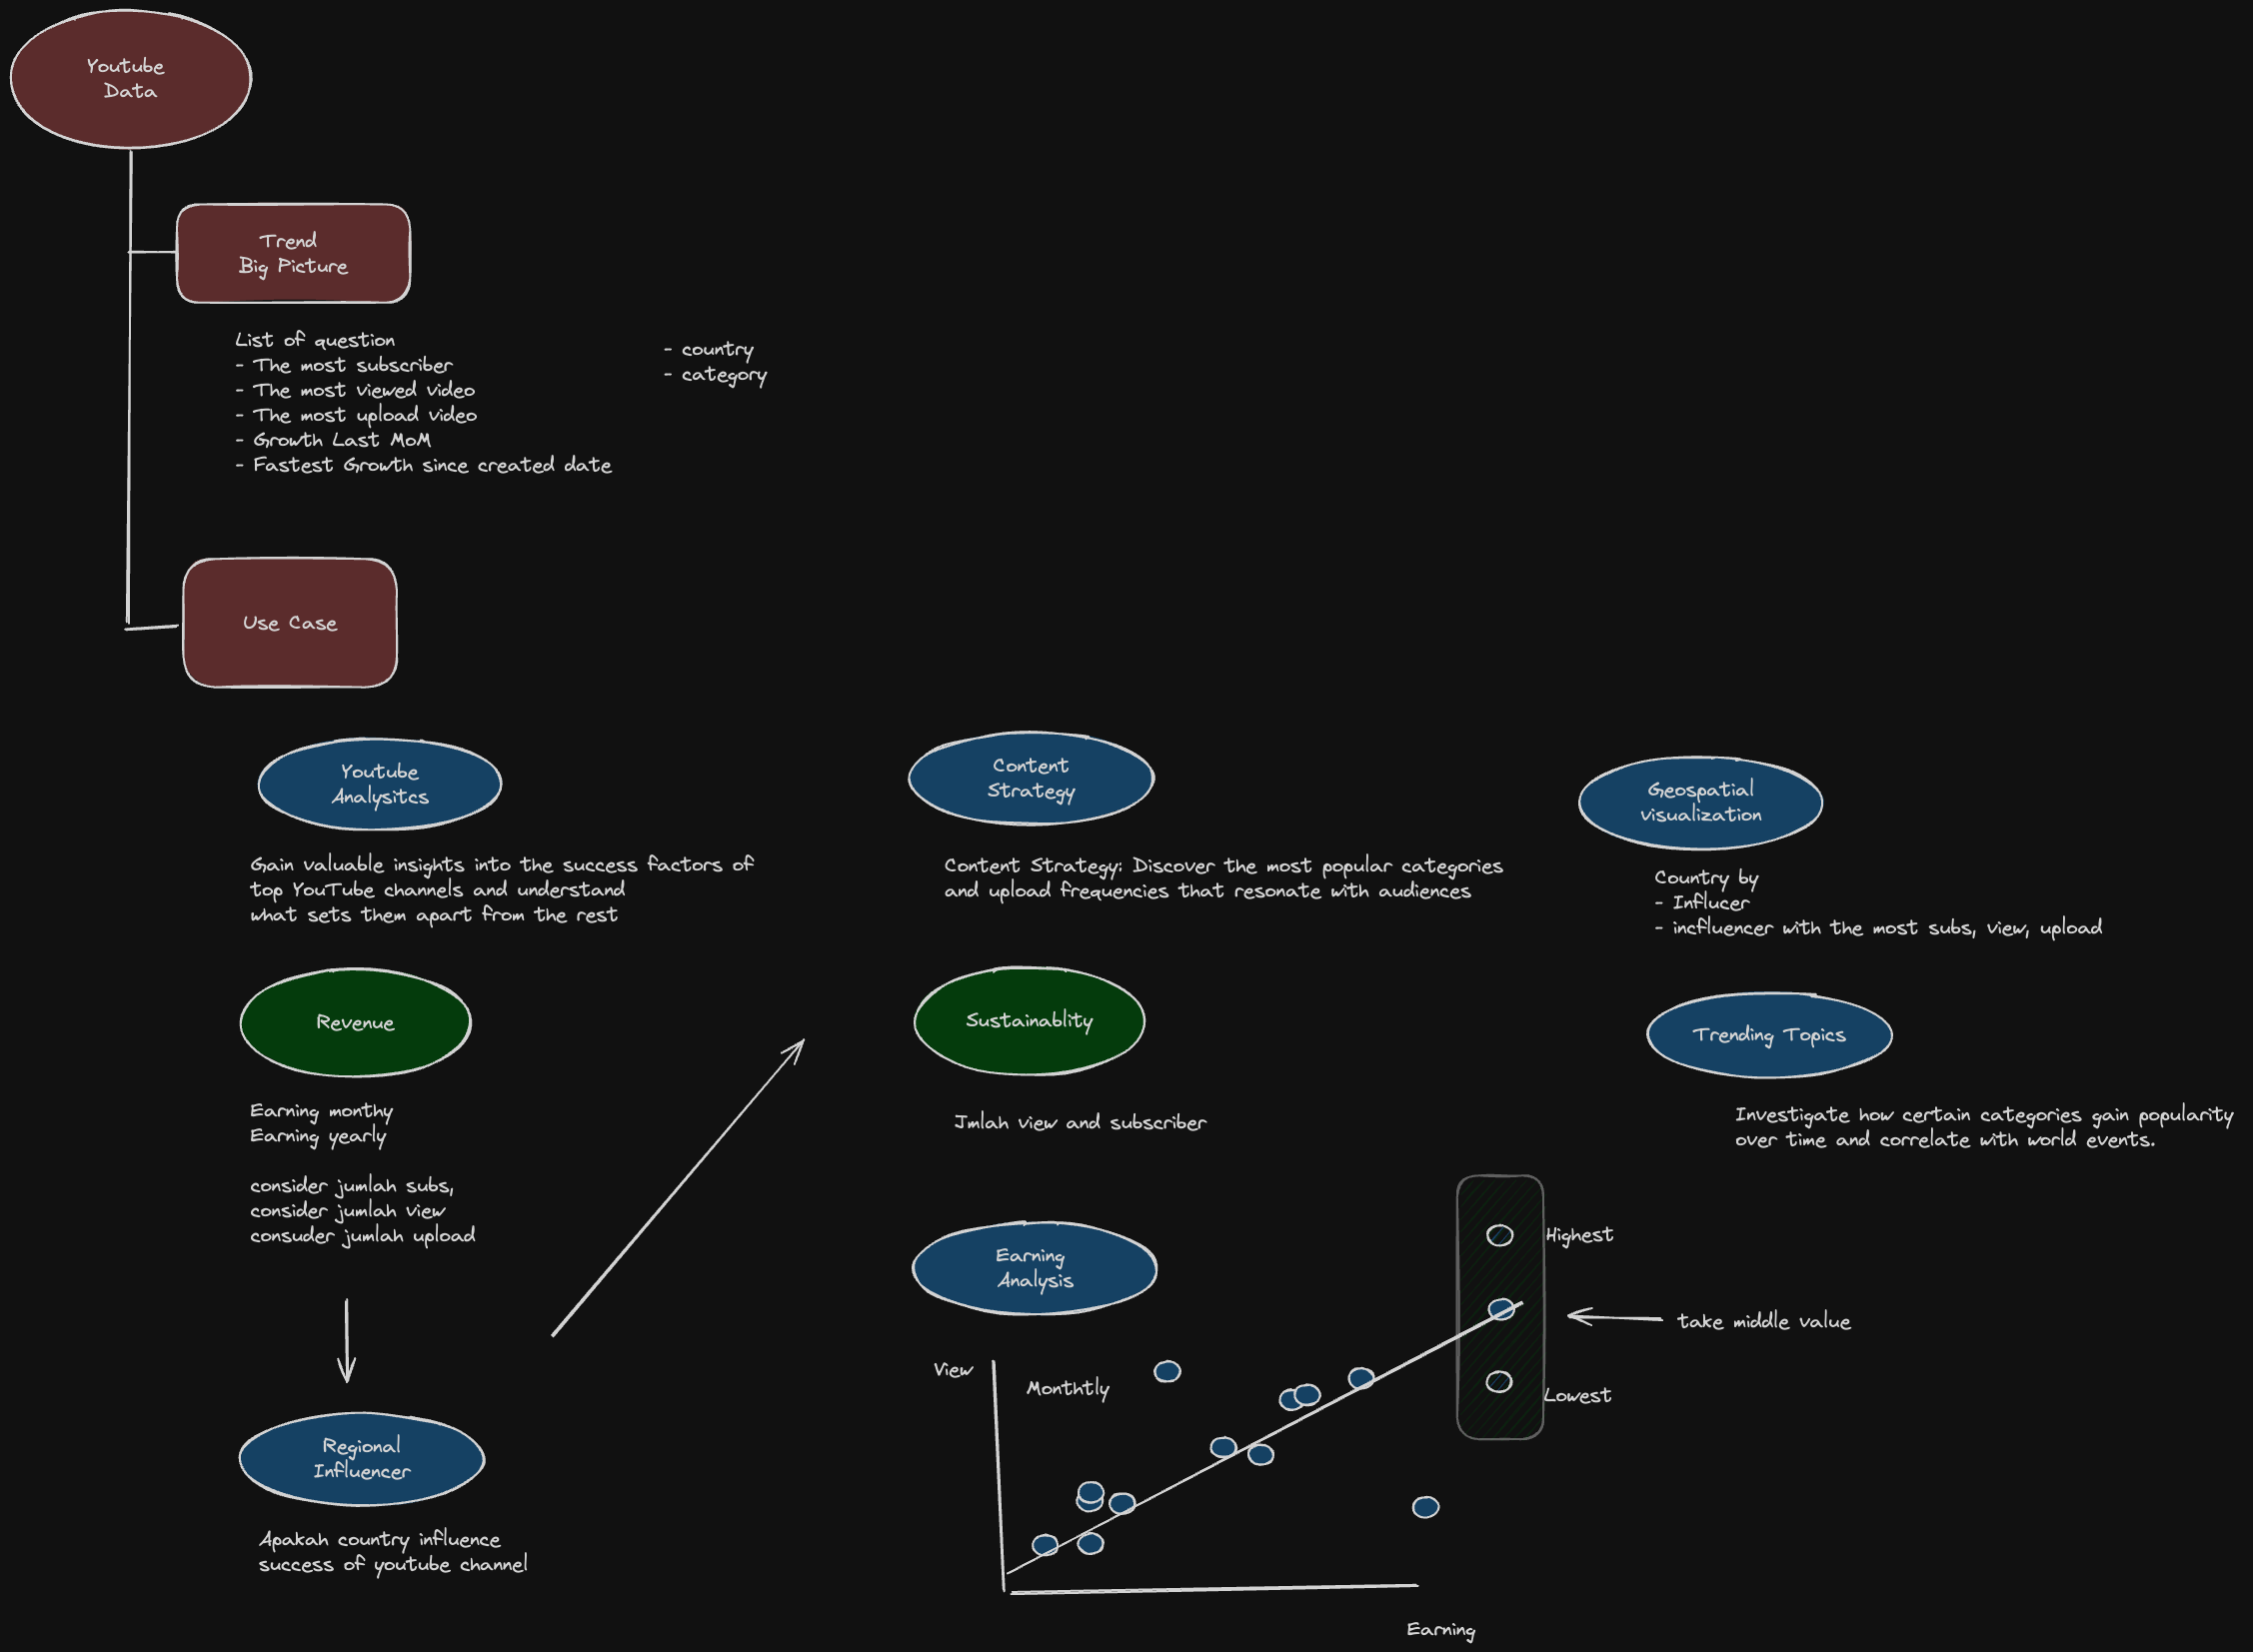 Youtube
Data
Trend
Big Picture
List of question
- The most subscriber
- The most viewed video
- The most upload video
- Growth Last MoM
- Fastest Growth since created date
- country
- category
Use Case
Youtube
Analysitcs
Gain valuable insights into the success factors of
top YouTube channels and understand
what sets them apart from the rest
Content
Strategy
Content Strategy: Discover the most popular categories
and upload frequencies that resonate with audiences
Geospatial
visualization
Country by
- Influcer
- incfluencer with the most subs, view, upload
Revenue
Earning monthy
Earning yearly
consider jumlah subs,
consider jumlah view
consuder jumlah upload
Sustainablity
Jmlah view and subscriber
Trending Topics
Investigate how certain categories gain popularity
over time and correlate with world events.
Regional
Influencer
Apakah country influence
success of youtube channel
Earning
Analysis
View
Monthtly
Highest
take middle value
Lowest
Earning